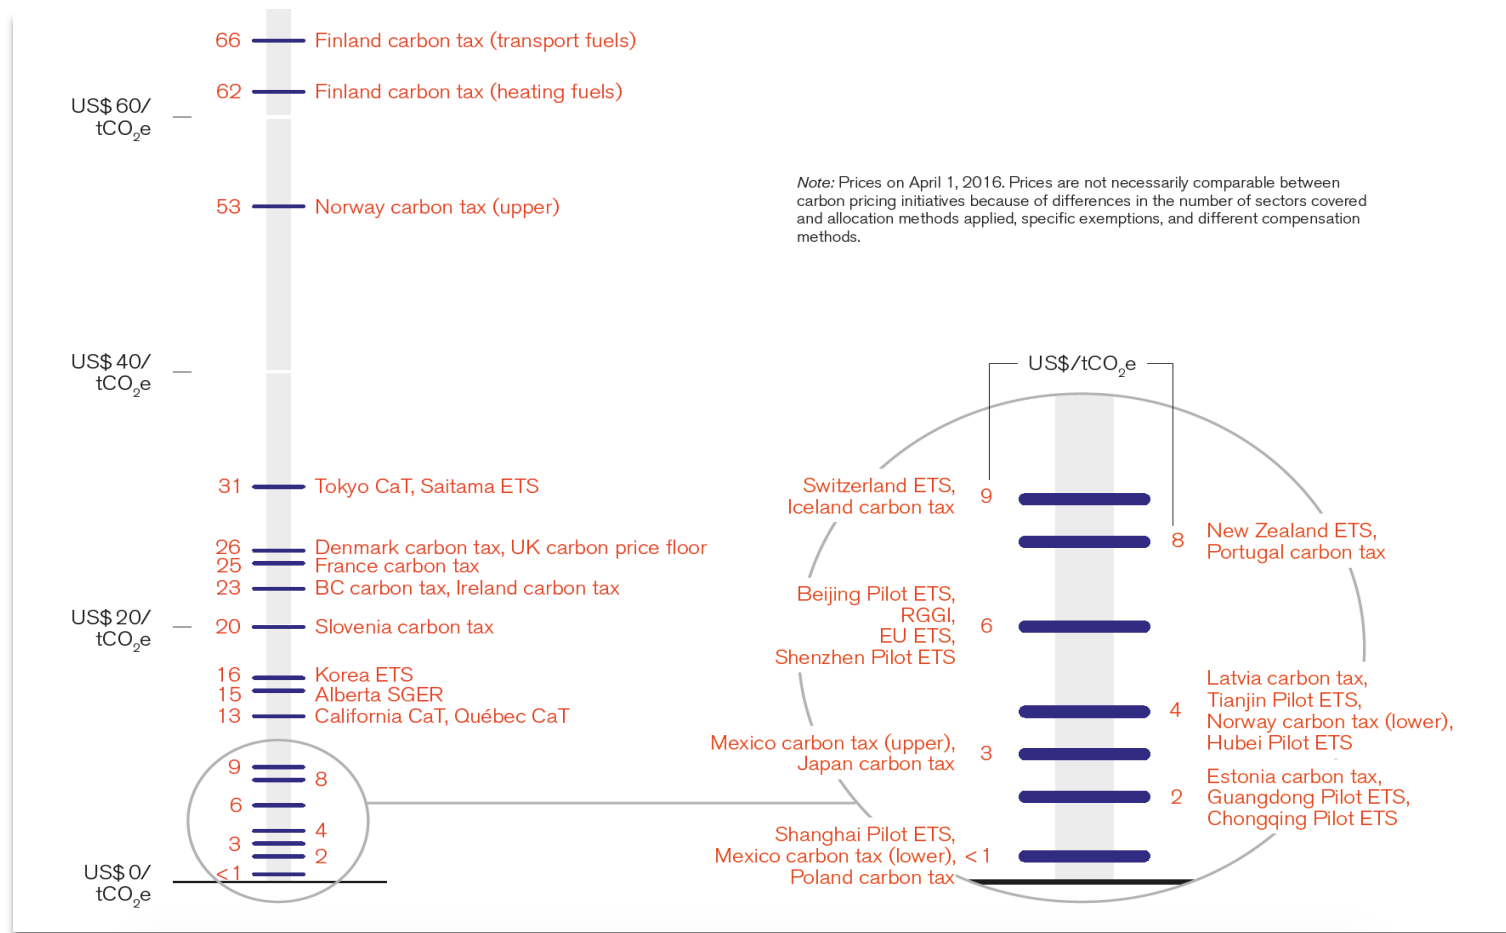 66 Finland carbon tax (transport fuels)
62 Finland carbon tax (heating fuels)
US$ 60/
tCO₂e
53 Norway carbon tax (upper)
US$ 40/
tCO₂e
31 Tokyo CaT, Saitama ETS
26 Denmark carbon tax, UK carbon price floor
25 France carbon tax
23 BC carbon tax, Ireland carbon tax
US$ 20/
tCO₂e
20 Slovenia carbon tax
16 Korea ETS
15 Alberta SGER
13 California CaT, Québec CaT
9
8
6
4
3
2
<1
US$ 0/
tCO₂e
Note: Prices on April 1, 2016. Prices are not necessarily comparable between
carbon pricing initiatives because of differences in the number of sectors covered
and allocation methods applied, specific exemptions, and different compensation
methods.
US$/tCO₂e
Switzerland ETS,
Iceland carbon tax
9
8
New Zealand ETS,
Portugal carbon tax
Beijing Pilot ETS,
RGGI,
EU ETS,
Shenzhen Pilot ETS
6
4
Latvia carbon tax,
Tianjin Pilot ETS,
Norway carbon tax (lower),
Hubei Pilot ETS
Mexico carbon tax (upper),
Japan carbon tax
3
2
Estonia carbon tax,
Guangdong Pilot ETS,
Chongqing Pilot ETS
Shanghai Pilot ETS,
Mexico carbon tax (lower), <1
Poland carbon tax